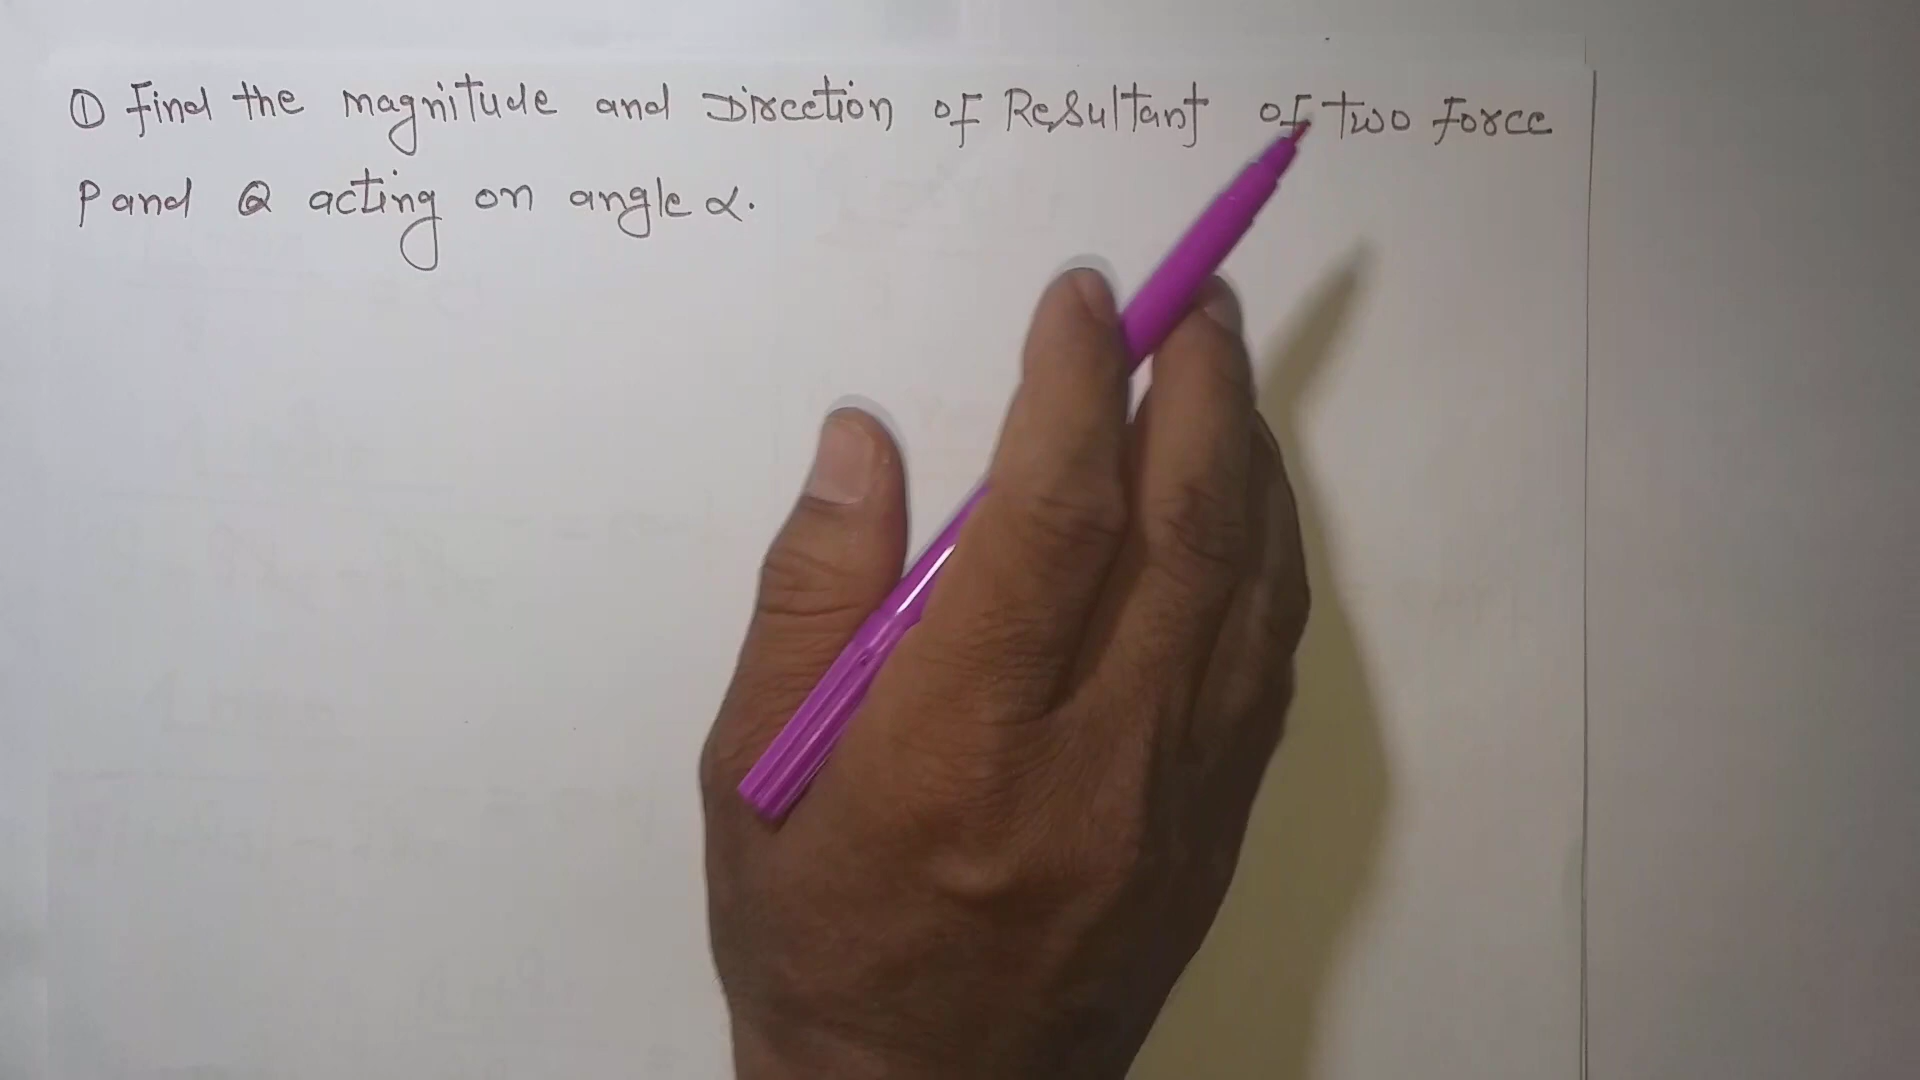 ① Find the magnitude and Direction of Resultant of two Force
P and Q acting on angle α.